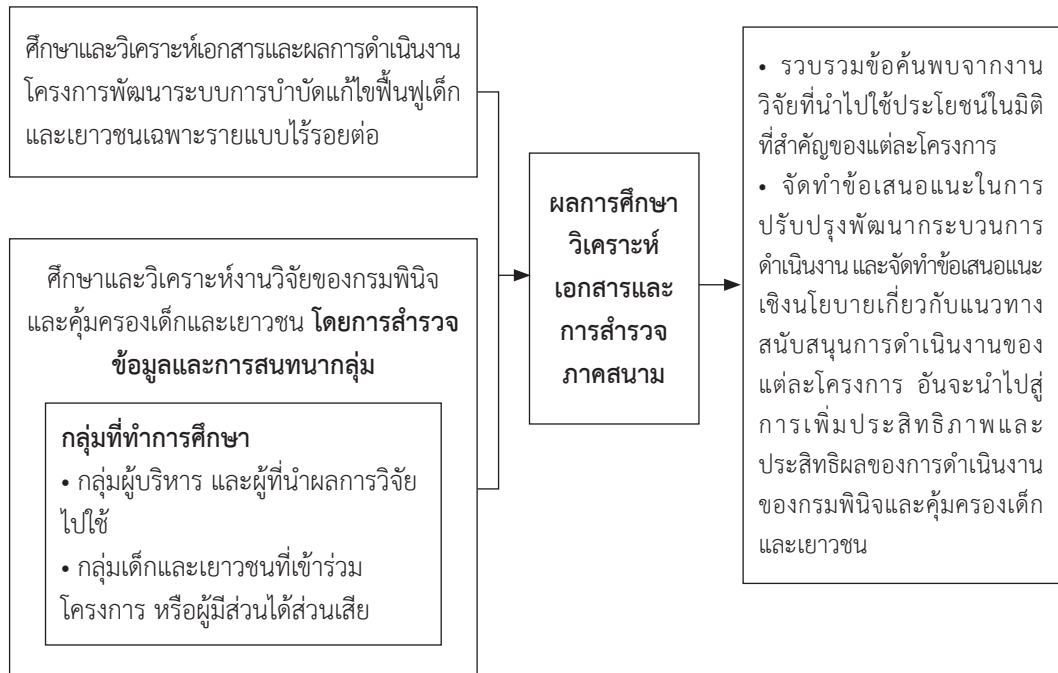 ศึกษาและวิเคราะห์เอกสารและผลการดำเนินงาน
โครงการพัฒนาระบบการบำบัดแก้ไขฟื้นฟูเด็ก
และเยาวชนเฉพาะรายแบบไร้รอยต่อ
ศึกษาและวิเคราะห์งานวิจัยของกรมพินิจ
และคุ้มครองเด็กและเยาวชน โดยการสำรวจ
ข้อมูลและการสนทนากลุ่ม
กลุ่มที่ทำการศึกษา
• กลุ่มผู้บริหาร และผู้ที่นำผลการวิจัย
ไปใช้
• กลุ่มเด็กและเยาวชนที่เข้าร่วม
โครงการ หรือผู้มีส่วนได้ส่วนเสีย
ผลการศึกษา
วิเคราะห์
เอกสารและ
การสำรวจ
ภาคสนาม
• รวบรวมข้อค้นพบจากงาน
วิจัยที่นำไปใช้ประโยชน์ในมิติ
ที่สำคัญของแต่ละโครงการ
• จัดทำข้อเสนอแนะในการ
ปรับปรุงพัฒนากระบวนการ
ดำเนินงาน และจัดทำข้อเสนอแนะ
เชิงนโยบายเกี่ยวกับแนวทาง
สนับสนุนการดำเนินงานของ
แต่ละโครงการ อันจะนำไปสู่
การเพิ่มประสิทธิภาพและ
ประสิทธิผลของการดำเนินงาน
ของกรมพินิจและคุ้มครองเด็ก
และเยาวชน